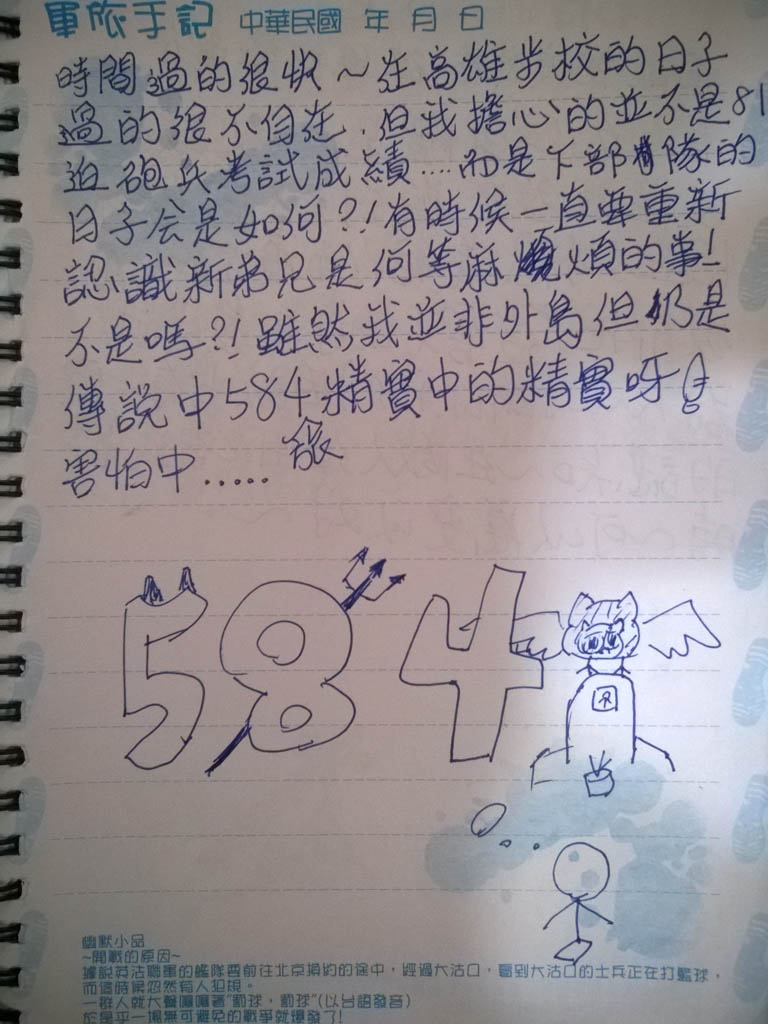 軍旅手記 中華民國 年 月 日
時間過的很快~在高雄步校的日子
過的很不自在，但我擔心的並不是81
迫砲兵考試成績....而是下部隊的
日子会是如何?!有時候一直要重新
認識新弟兄是何等麻煩的事!
不是嗎?!雖然我並非外島但扔是
傳說中584精實中的精實呀!
害怕中.....
584
幽默小品
~開戰的原因~
據說英法聯軍的艦隊要前往北京換約的途中，經過大沽口，看到大沽口的士兵正在打籃球，
而這時候忽然有人犯規。
一群人就大聲嚷嚷著"罰球，罰球"(以台語發音)
於是乎一場無可避免的戰爭就爆發了!